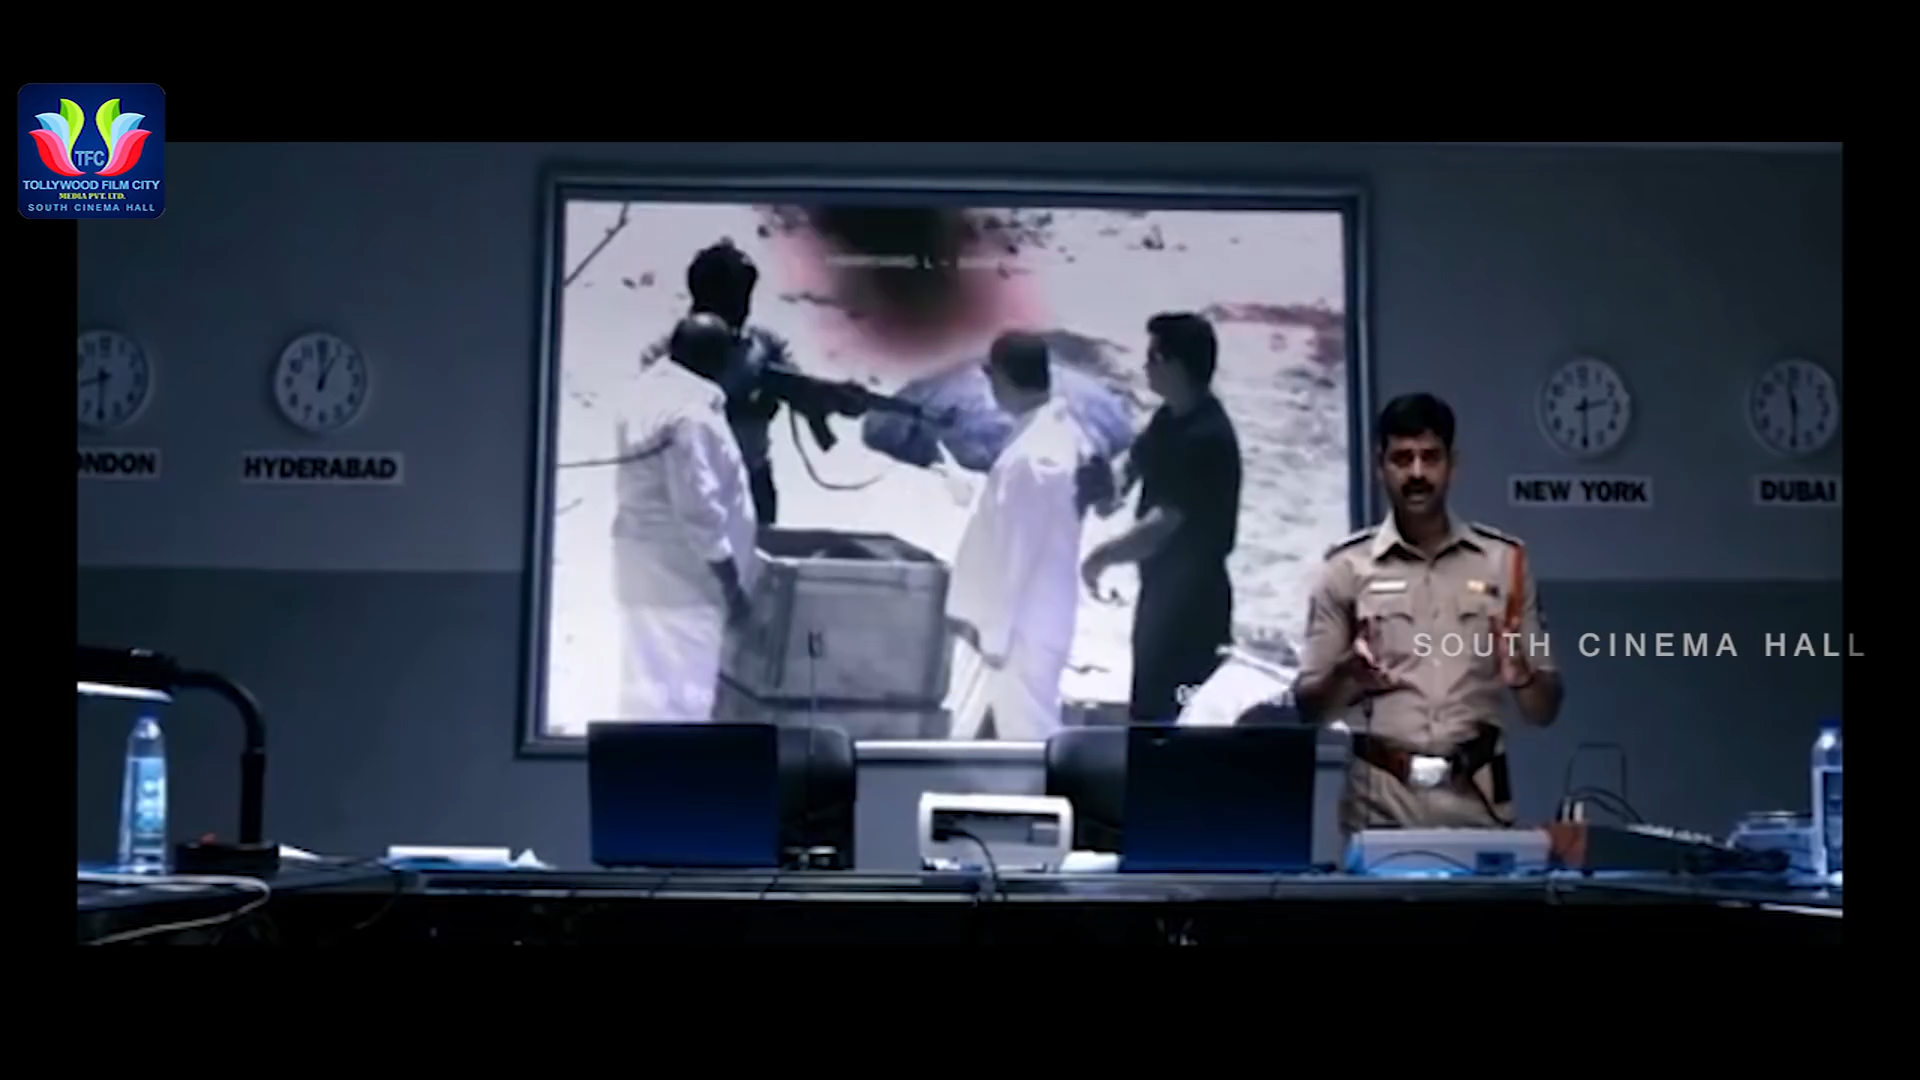 TFC
TOLLYWOOD FILM CITY
MEDIA PVT. LTD.
SOUTH CINEMA HALL
ONDON
HYDERABAD
NEW YORK
DUBAI
SOUTH CINEMA HALL